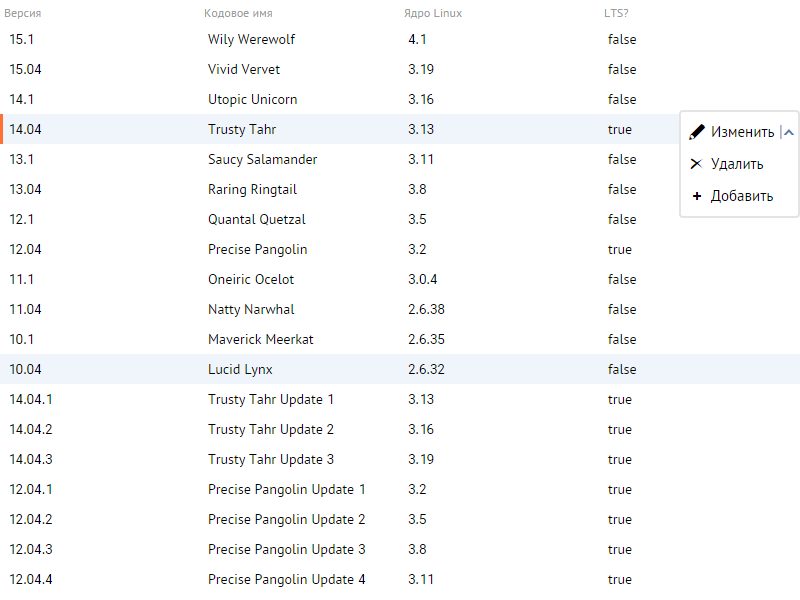 Версия Кодовое имя Ядро Linux LTS?
15.1 Wily Werewolf 4.1 false
15.04 Vivid Vervet 3.19 false
14.1 Utopic Unicorn 3.16 false
14.04 Trusty Tahr 3.13 true Изменить
13.1 Saucy Salamander 3.11 false Удалить
13.04 Raring Ringtail 3.8 false Добавить
12.1 Quantal Quetzal 3.5 false
12.04 Precise Pangolin 3.2 true
11.1 Oneiric Ocelot 3.0.4 false
11.04 Natty Narwhal 2.6.38 false
10.1 Maverick Meerkat 2.6.35 false
10.04 Lucid Lynx 2.6.32 false
14.04.1 Trusty Tahr Update 1 3.13 true
14.04.2 Trusty Tahr Update 2 3.16 true
14.04.3 Trusty Tahr Update 3 3.19 true
12.04.1 Precise Pangolin Update 1 3.2 true
12.04.2 Precise Pangolin Update 2 3.5 true
12.04.3 Precise Pangolin Update 3 3.8 true
12.04.4 Precise Pangolin Update 4 3.11 true